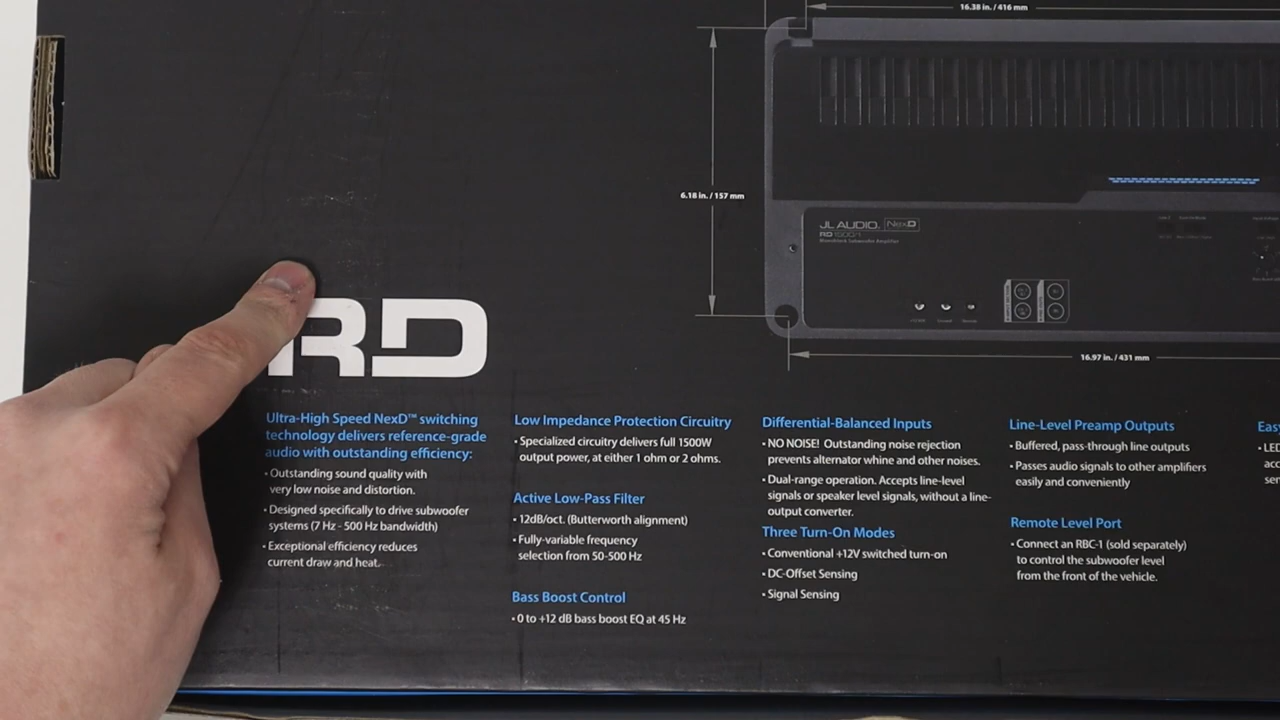 16.38 in. / 416 mm
6.18 in. / 157 mm
JL AUDIO. NexD
RD1500/1
Monoblock Subwoofer Amplifier
16.97 in. / 431 mm
RD
Ultra-High Speed NexD™ switching
technology delivers reference-grade
audio with outstanding efficiency:
• Outstanding sound quality with
very low noise and distortion.
• Designed specifically to drive subwoofer
systems (7 Hz - 500 Hz bandwidth)
• Exceptional efficiency reduces
current draw and heat.
Low Impedance Protection Circuitry
• Specialized circuitry delivers full 1500W
output power, at either 1 ohm or 2 ohms.
Active Low-Pass Filter
• 12dB/oct. (Butterworth alignment)
• Fully-variable frequency
selection from 50-500 Hz
Bass Boost Control
• 0 to +12 dB bass boost EQ at 45 Hz
Differential-Balanced Inputs
• NO NOISE! Outstanding noise rejection
prevents alternator whine and other noises.
• Dual-range operation. Accepts line-level
signals or speaker level signals, without a line-
output converter.
Three Turn-On Modes
• Conventional +12V switched turn-on
• DC-Offset Sensing
• Signal Sensing
Line-Level Preamp Outputs
• Buffered, pass-through line outputs
• Passes audio signals to other amplifiers
easily and conveniently
Remote Level Port
• Connect an RBC-1 (sold separately)
to control the subwoofer level
from the front of the vehicle.
Easy
• LED